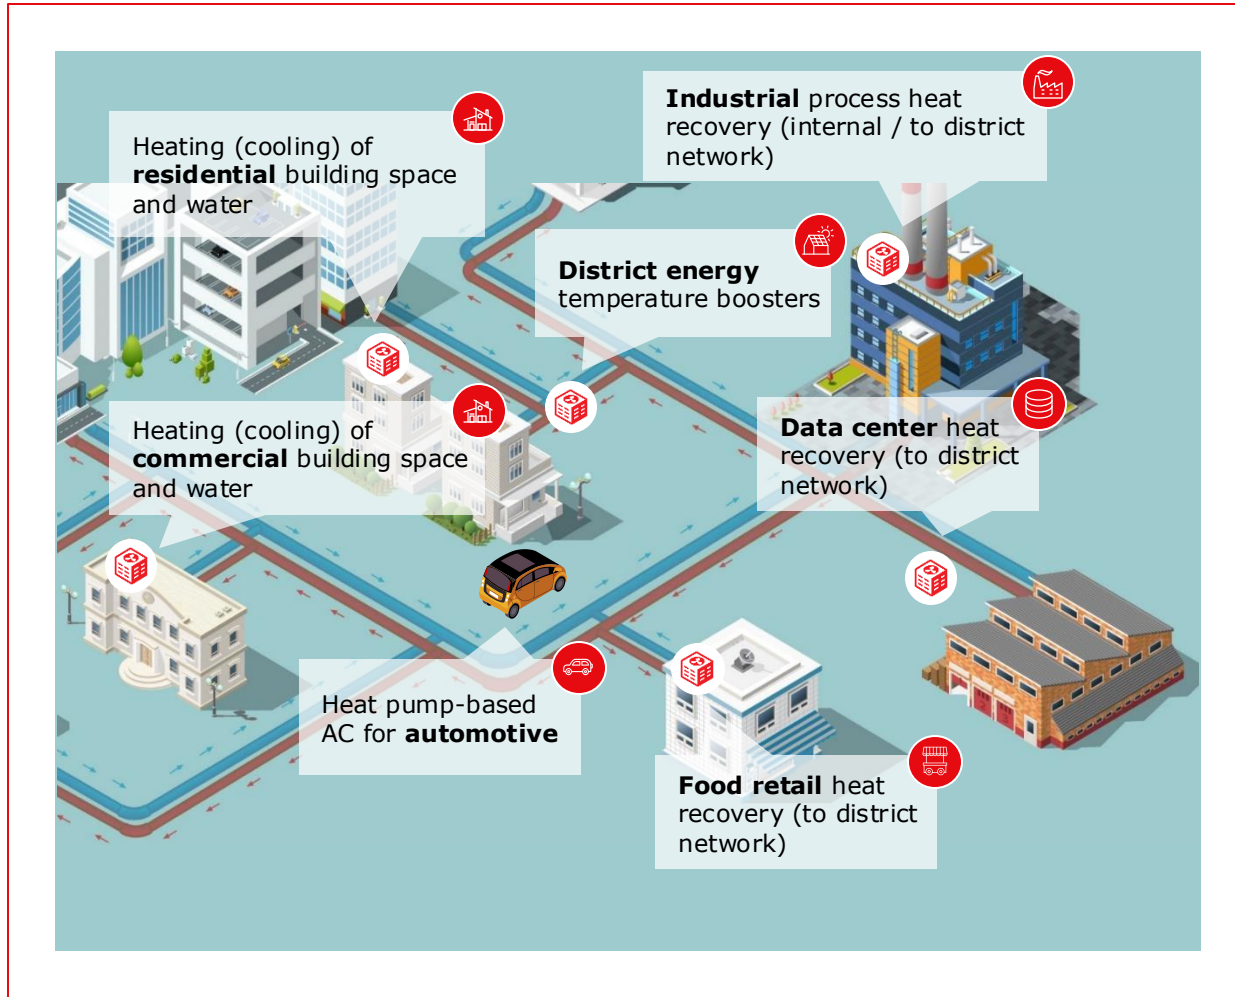 Heating (cooling) of
residential building space
and water
Industrial process heat
recovery (internal / to district
network)
District energy
temperature boosters
Heating (cooling) of
commercial building space
and water
Data center heat
recovery (to district
network)
Heat pump-based
AC for automotive
Food retail heat
recovery (to district
network)